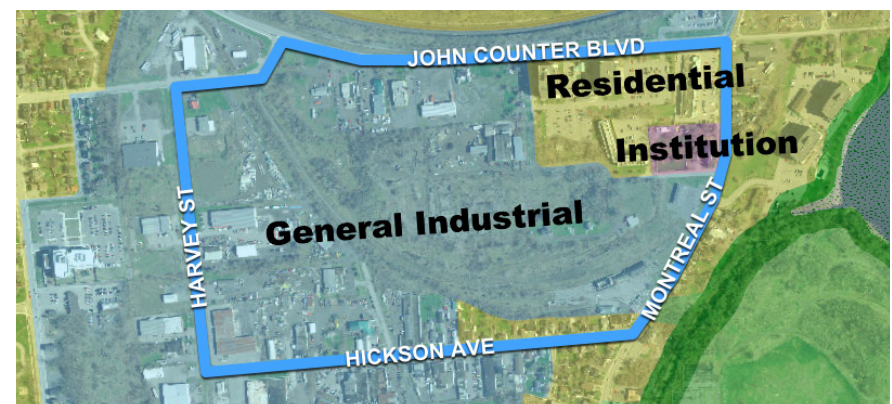 JOHN COUNTER BLVD
Residential
Institution
General Industrial
HARVEY ST
MONTREAL ST
HICKSON AVE